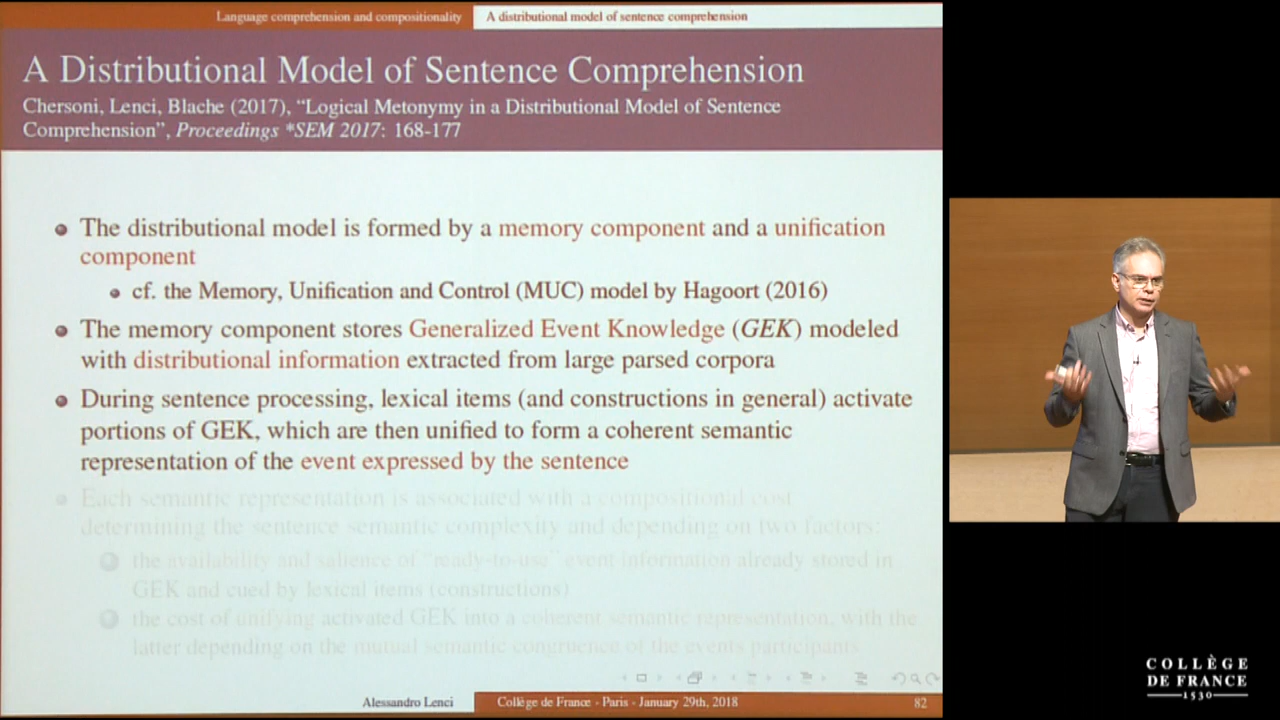 Language comprehension and compositionality
A distributional model of sentence comprehension
A Distributional Model of Sentence Comprehension
Chersoni, Lenci, Blache (2017), “Logical Metonymy in a Distributional Model of Sentence
Comprehension”, Proceedings *SEM 2017: 168-177
The distributional model is formed by a memory component and a unification
component
cf. the Memory, Unification and Control (MUC) model by Hagoort (2016)
The memory component stores Generalized Event Knowledge (GEK) modeled
with distributional information extracted from large parsed corpora
During sentence processing, lexical items (and constructions in general) activate
portions of GEK, which are then unified to form a coherent semantic
representation of the event expressed by the sentence
Each semantic representation is associated with a compositional cost
determining the sentence semantic complexity and depending on two factors:
the availability and salience of “ready-to-use” event information already stored in
GEK and cued by lexical items (constructions)
the cost of unifying activated GEK into a coherent semantic representation, with the
latter depending on the mutual semantic congruence of the events participants
Alessandro Lenci
Collège de France - Paris - January 29th, 2018
82
COLLÈGE
DE FRANCE
1530